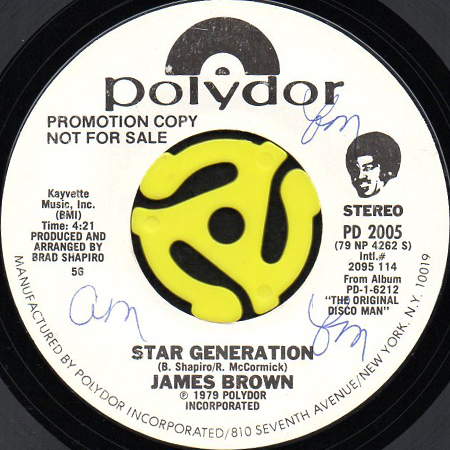 polydor
PROMOTION COPY
NOT FOR SALE
Kayvette
Music, Inc.
(BMI)
Time: 4:21
PRODUCED AND
ARRANGED BY
BRAD SHAPIRO
5G
STEREO
PD 2005
(79 NP 4262 S)
Intl.#
2095 114
From Album
PD-1-6212
"THE ORIGINAL
DISCO MAN"
STAR GENERATION
(B. Shapiro/R. McCormick)
JAMES BROWN
℗ 1979 POLYDOR
INCORPORATED
MANUFACTURED BY POLYDOR INCORPORATED/810 SEVENTH AVENUE/NEW YORK. N.Y. 10019